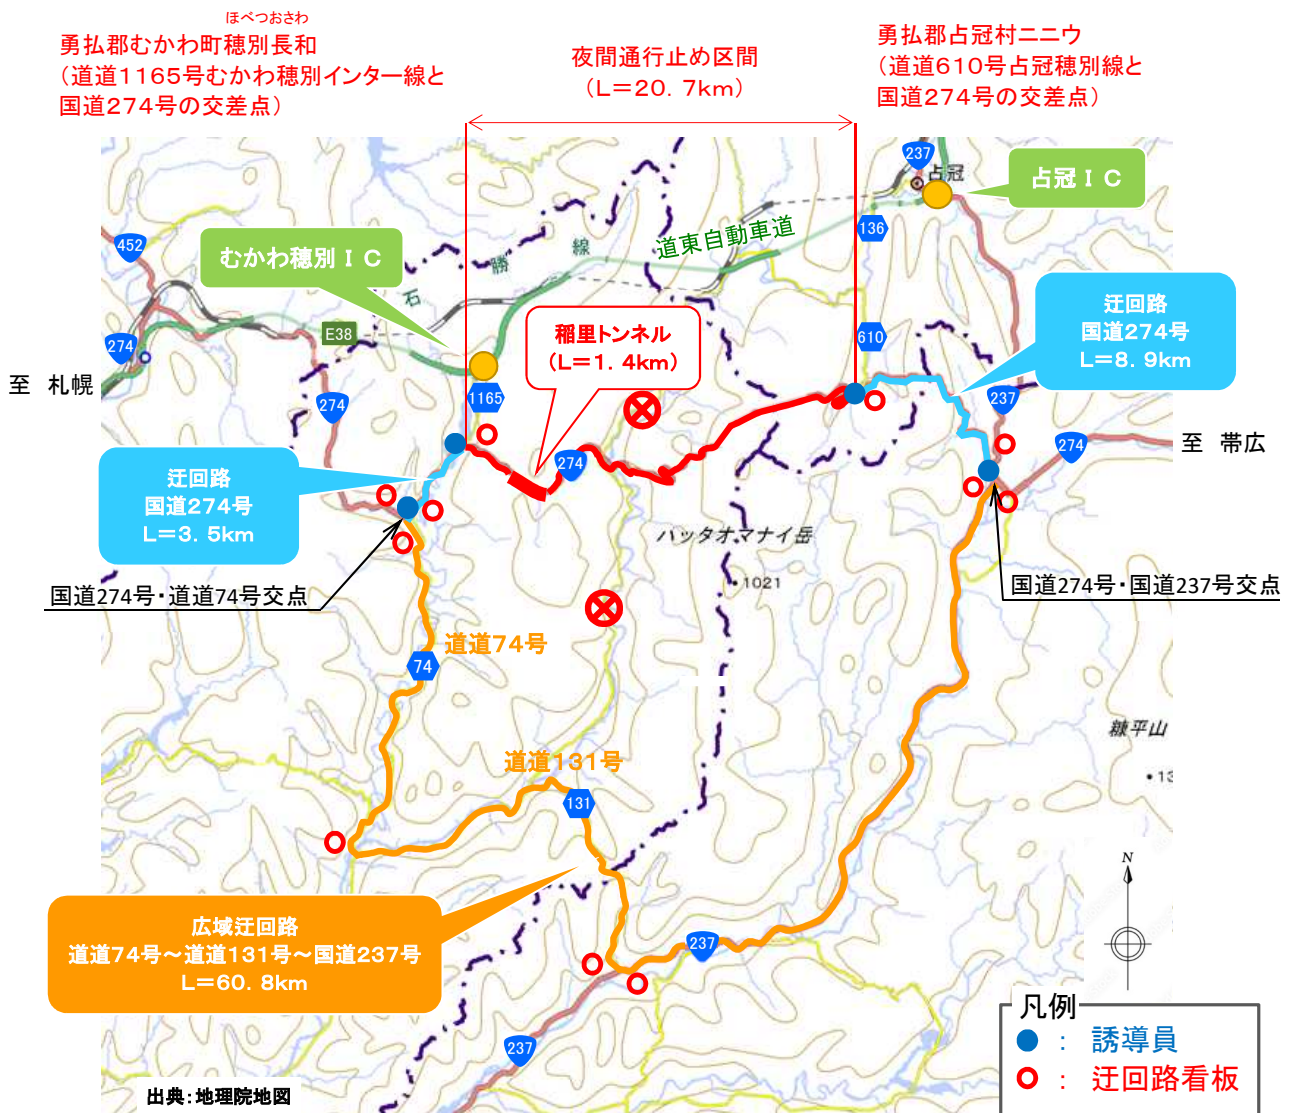 ほべつおさわ
勇払郡むかわ町穂別長和
（道道1165号むかわ穂別インター線と
国道274号の交差点）
夜間通行止め区間
（L＝20．7km）
勇払郡占冠村ニニウ
（道道610号占冠穂別線と
国道274号の交差点）
237
占冠
占冠ＩＣ
136
道東自動車道
452
むかわ穂別ＩＣ
石勝線
E38
274
至 札幌
稲里トンネル
（L＝1．4km）
610
迂回路
国道274号
L＝8．9km
1165
274
237
274
至 帯広
274
迂回路
国道274号
L＝3．5km
ハッタオマナイ岳
1021
国道274号・道道74号交点
国道274号・国道237号交点
道道74号
74
糠平山
道道131号
131
広域迂回路
道道74号～道道131号～国道237号
L＝60．8km
237
N
237
凡例
： 誘導員
： 迂回路看板
出典：地理院地図